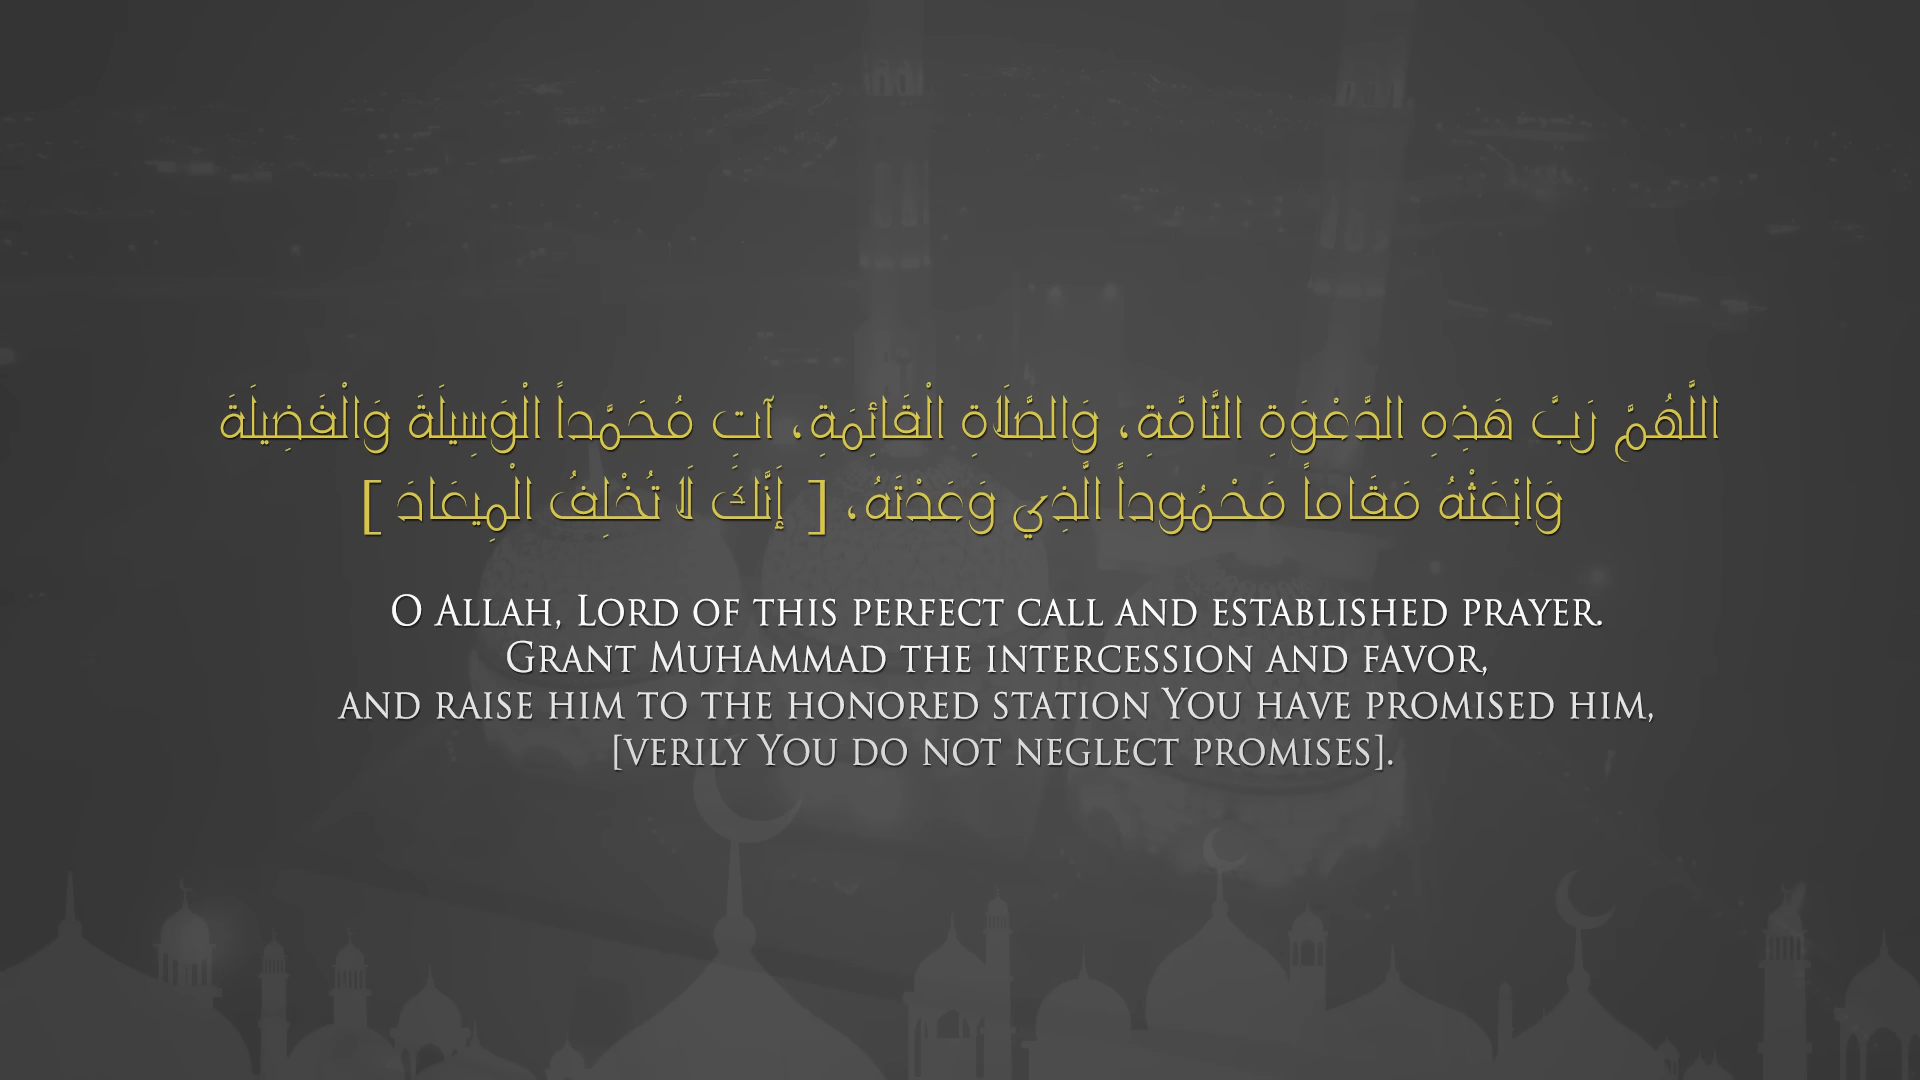 اللَّهُمَّ رَبَّ هَذِهِ الدَّعْوَةِ التَّامَّةِ، وَالصَّلَاةِ الْقَائِمَةِ، آتِ مُحَمَّداً الْوَسِيلَةَ وَالْفَضِيلَةَ
وَابْعَثْهُ مَقَاماً مَحْمُوداً الَّذِي وَعَدْتَهُ، [ إَنَّكَ لَا تُخْلِفُ الْمِيعَادَ ]
O Allah, Lord of this perfect call and established prayer.
Grant Muhammad the intercession and favor,
and raise him to the honored station You have promised him,
[verily You do not neglect promises].